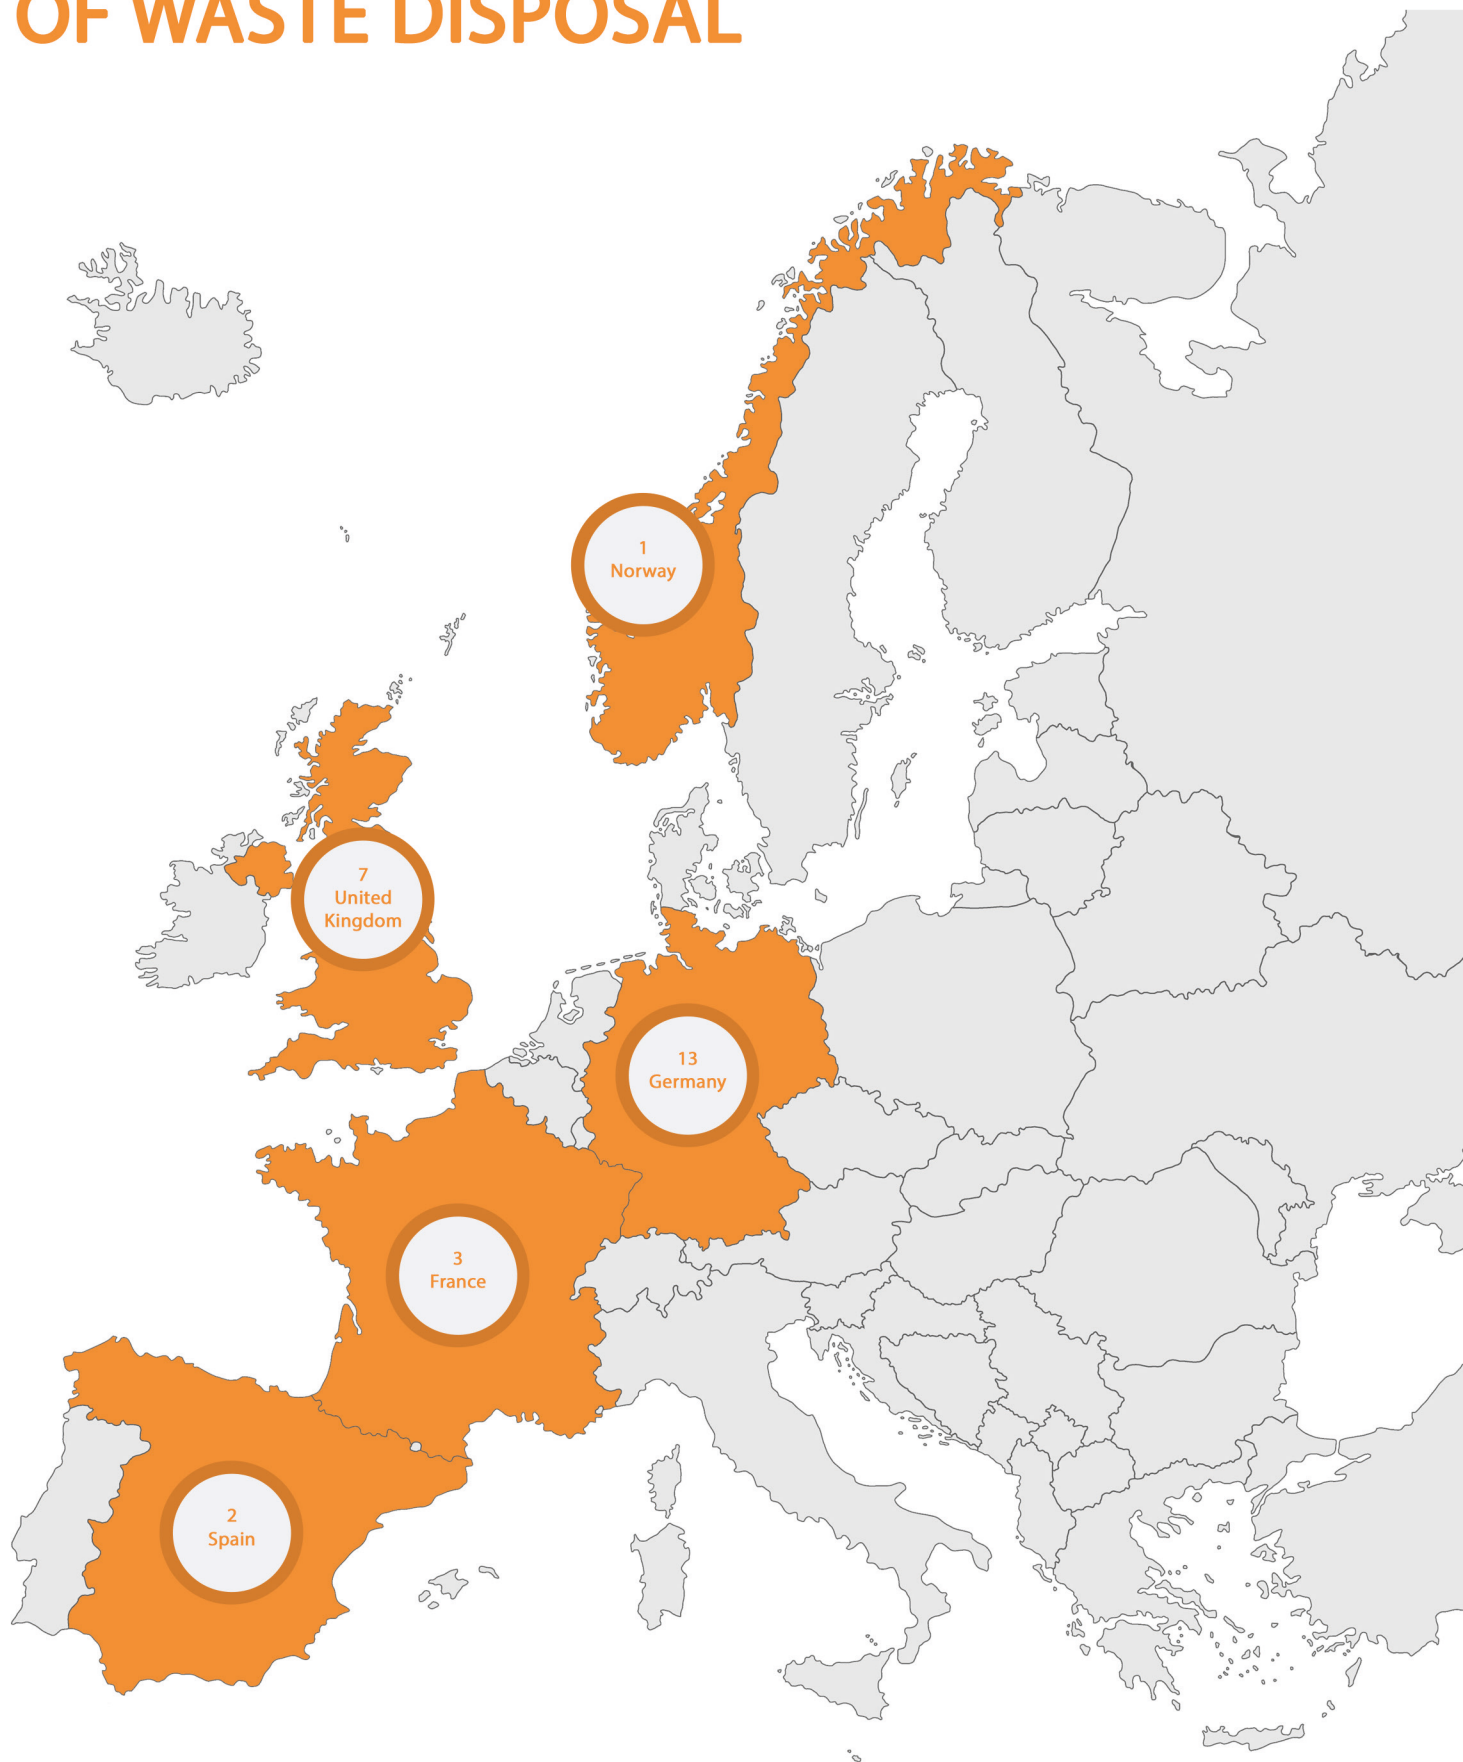 OF WASTE DISPOSAL
1
Norway
7
United
Kingdom
13
Germany
3
France
2
Spain